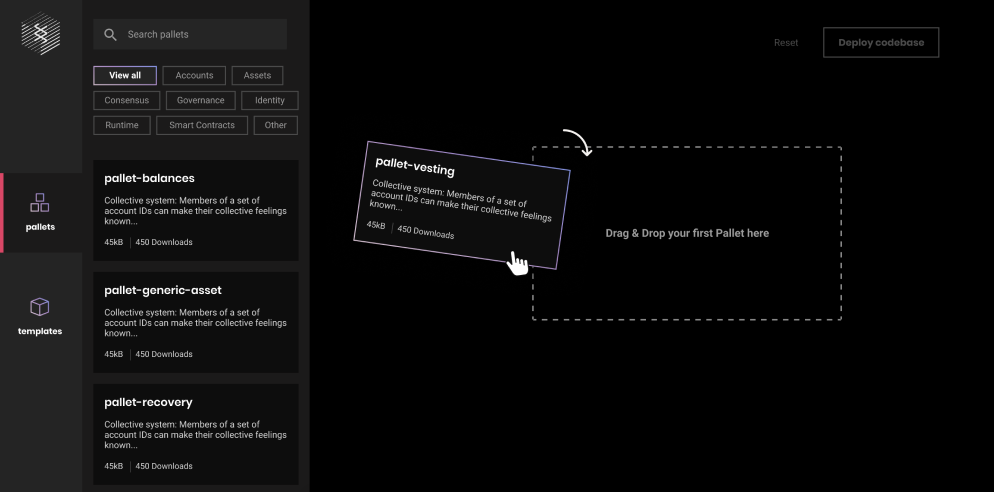 Search pallets
View all
Accounts
Assets
Consensus
Governance
Identity
Runtime
Smart Contracts
Other
pallets
templates
pallet-balances
Collective system: Members of a set of
account IDs can make their collective feelings
known...
45kB
450 Downloads
pallet-generic-asset
Collective system: Members of a set of
account IDs can make their collective feelings
known...
45kB
450 Downloads
pallet-recovery
Collective system: Members of a set of
account IDs can make their collective feelings
known...
45kB
450 Downloads
Reset
Deploy codebase
pallet-vesting
Collective system: Members of a set of
account IDs can make their collective feelings
known...
45kB
450 Downloads
Drag & Drop your first Pallet here